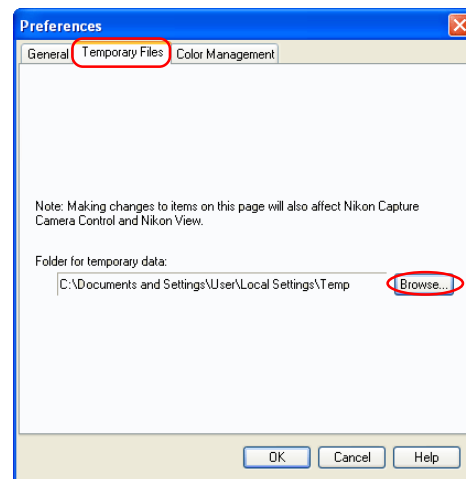 Preferences
General Temporary Files Color Management
Note: Making changes to items on this page will also affect Nikon Capture
Camera Control and Nikon View.
Folder for temporary data:
C:\Documents and Settings\User\Local Settings\Temp Browse...
OK Cancel Help